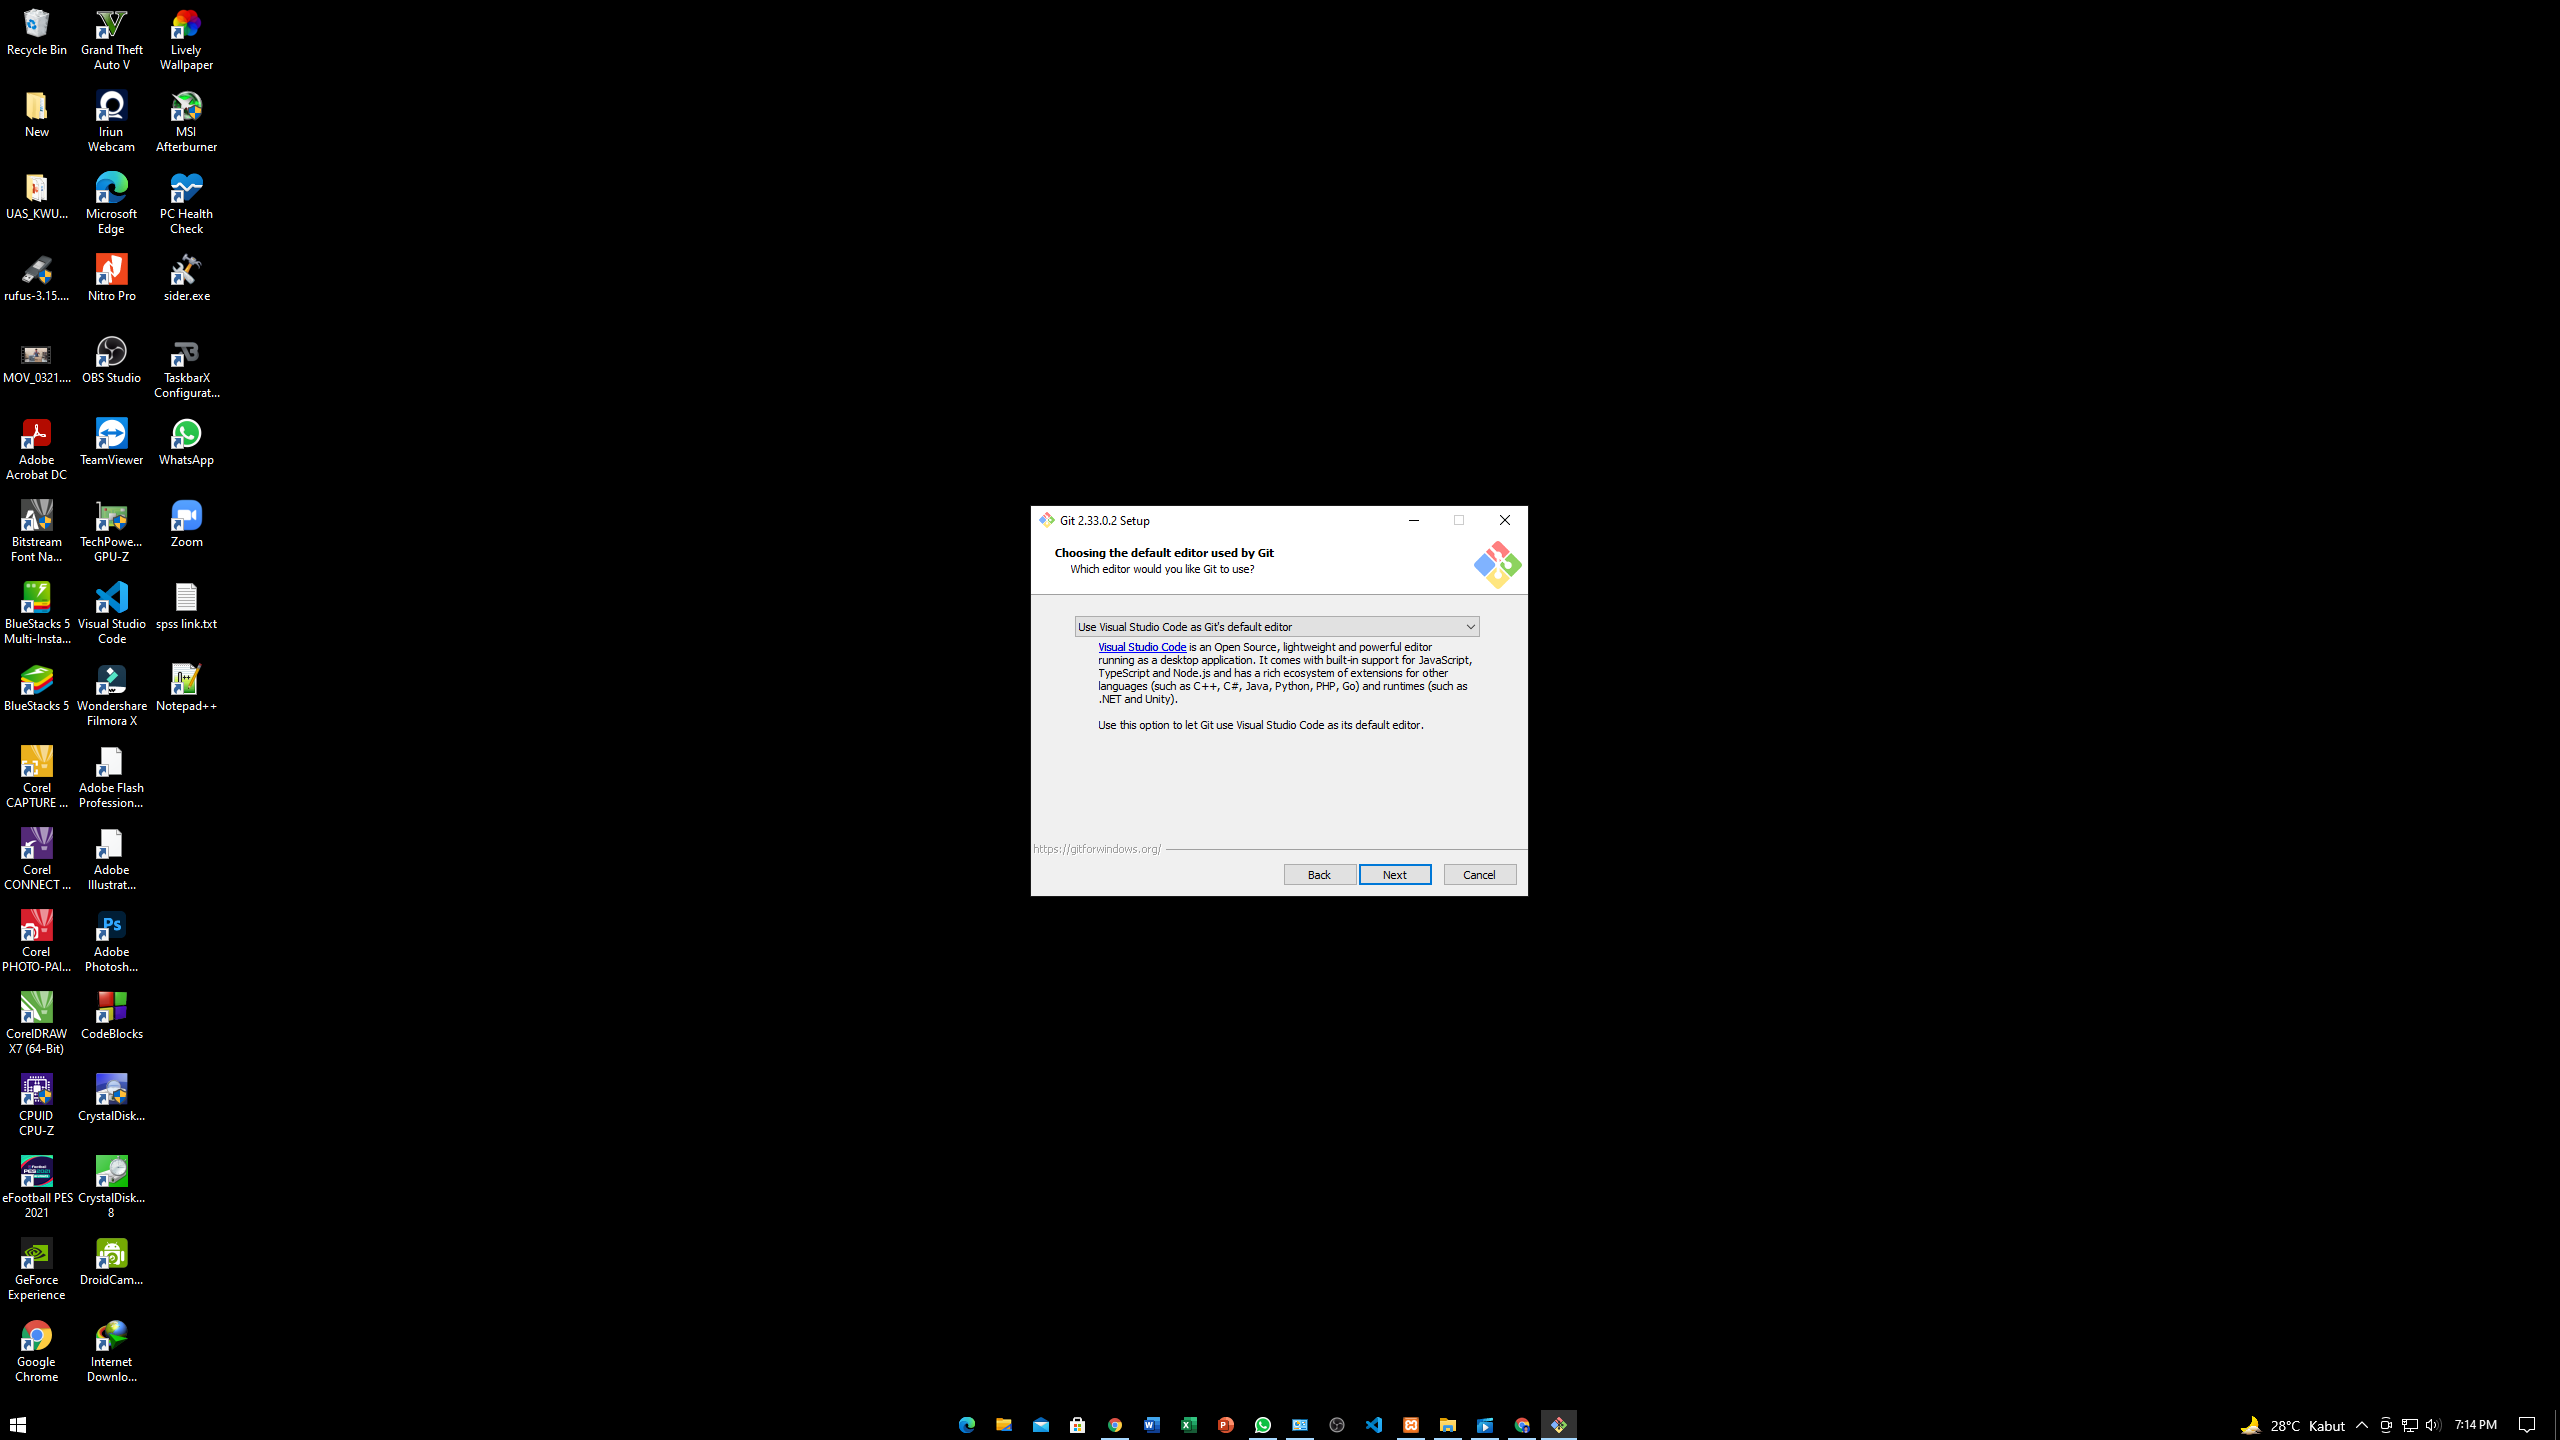 Recycle Bin
Grand Theft
Auto V
Lively
Wallpaper
New
Iriun
Webcam
MSI
Afterburner
UAS_KWU...
Microsoft
Edge
PC Health
Check
rufus-3.15....
Nitro Pro
sider.exe
MOV_0321....
OBS Studio
TaskbarX
Configurat...
Adobe
Acrobat DC
TeamViewer
WhatsApp
Bitstream
Font Na...
TechPowe...
GPU-Z
Zoom
BlueStacks 5
Multi-Insta...
Visual Studio
Code
spss link.txt
BlueStacks 5
Wondershare
Filmora X
Notepad++
Corel
CAPTURE ...
Adobe Flash
Profession...
Corel
CONNECT ...
Adobe
Illustrat...
Corel
PHOTO-PAI...
Adobe
Photosh...
CorelDRAW
X7 (64-Bit)
CodeBlocks
CPUID
CPU-Z
CrystalDisk...
eFootball PES
2021
CrystalDisk...
8
GeForce
Experience
DroidCam...
Google
Chrome
Internet
Downlo...
Git 2.33.0.2 Setup
Choosing the default editor used by Git
Which editor would you like Git to use?
Use Visual Studio Code as Git's default editor
Visual Studio Code is an Open Source, lightweight and powerful editor
running as a desktop application. It comes with built-in support for JavaScript,
TypeScript and Node.js and has a rich ecosystem of extensions for other
languages (such as C++, C#, Java, Python, PHP, Go) and runtimes (such as
.NET and Unity).
Use this option to let Git use Visual Studio Code as its default editor.
https://gitforwindows.org/
Back
Next
Cancel
28°C Kabut
7:14 PM